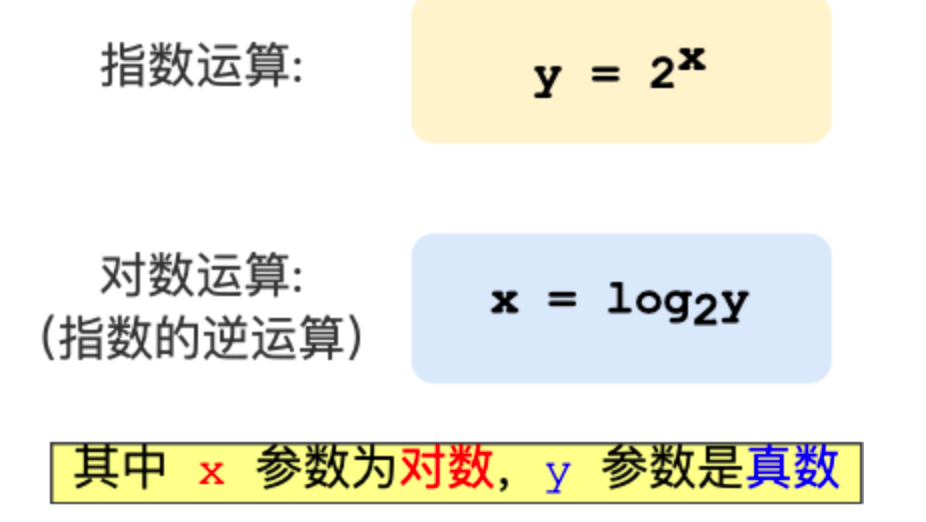 指数运算:
y = 2^x
对数运算:
(指数的逆运算)
x = log₂y
其中 x 参数为对数，y 参数是真数